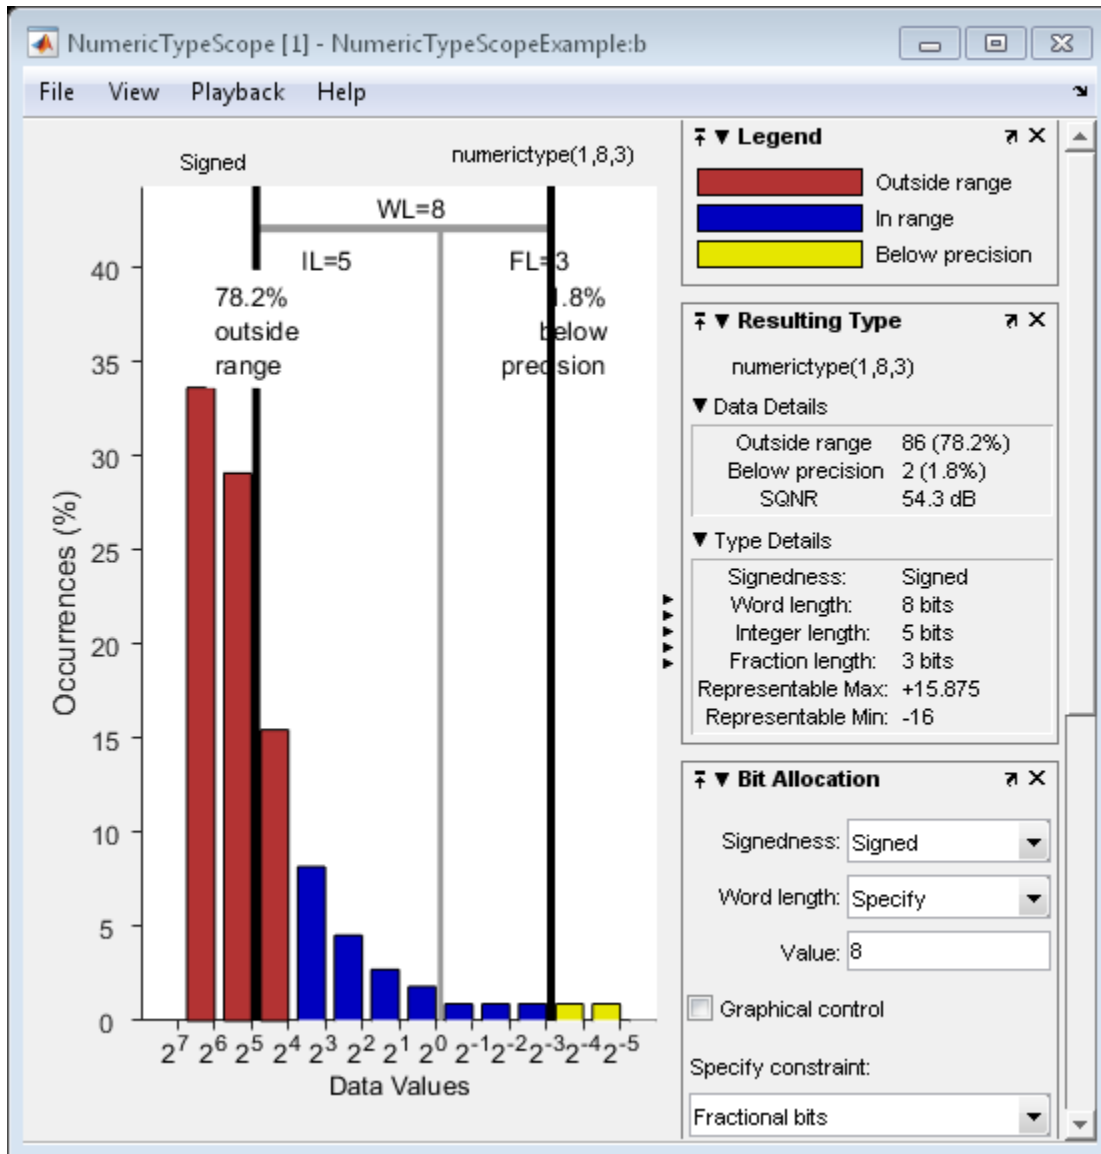 NumericTypeScope [1] - NumericTypeScopeExample:b
File View Playback Help
Signed
numerictype(1,8,3)
WL=8
IL=5
FL=3
78.2%
outside
range
1.8%
below
precision
Occurrences (%)
40
35
30
25
20
15
10
5
0
2^7 2^6 2^5 2^4 2^3 2^2 2^1 2^0 2^-1 2^-2 2^-3 2^-4 2^-5
Data Values
Legend
Outside range
In range
Below precision
Resulting Type
numerictype(1,8,3)
Data Details
Outside range 86 (78.2%)
Below precision 2 (1.8%)
SQNR 54.3 dB
Type Details
Signedness: Signed
Word length: 8 bits
Integer length: 5 bits
Fraction length: 3 bits
Representable Max: +15.875
Representable Min: -16
Bit Allocation
Signedness: Signed
Word length: Specify
Value: 8
Graphical control
Specify constraint:
Fractional bits